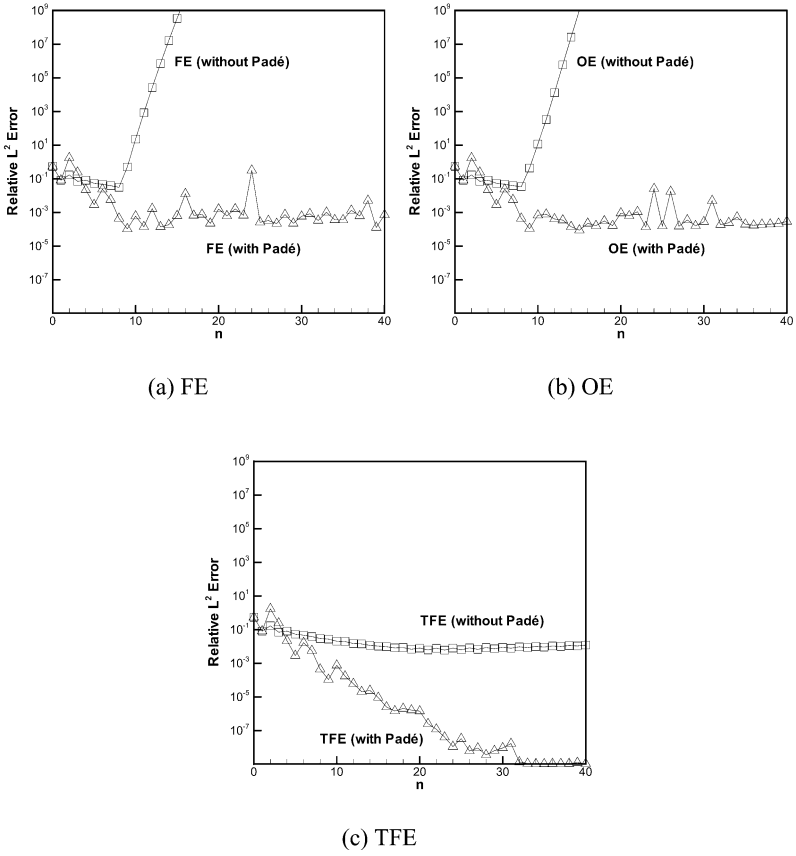 Relative L² Error
10⁹
10⁷
10⁵
10³
10¹
10⁻¹
10⁻³
10⁻⁵
10⁻⁷
FE (without Padé)
FE (with Padé)
0 10 20 30 40
n
(a) FE
Relative L² Error
10⁹
10⁷
10⁵
10³
10¹
10⁻¹
10⁻³
10⁻⁵
10⁻⁷
OE (without Padé)
OE (with Padé)
0 10 20 30 40
n
(b) OE
Relative L² Error
10⁹
10⁷
10⁵
10³
10¹
10⁻¹
10⁻³
10⁻⁵
10⁻⁷
TFE (without Padé)
TFE (with Padé)
0 10 20 30 40
n
(c) TFE